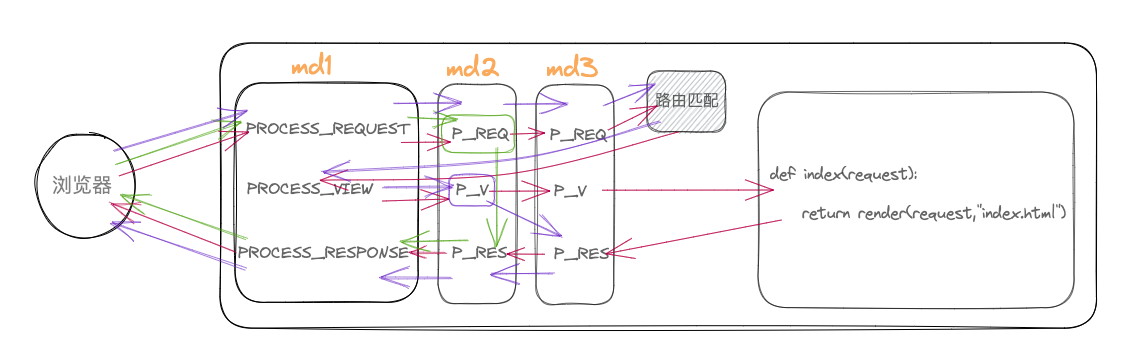 md1
md2
md3
路由匹配
PROCESS_REQUEST
P_REQ
P_REQ
浏览器
PROCESS_VIEW
P_V
P_V
def index(request):
return render(request,"index.html")
PROCESS_RESPONSE
P_RES
P_RES